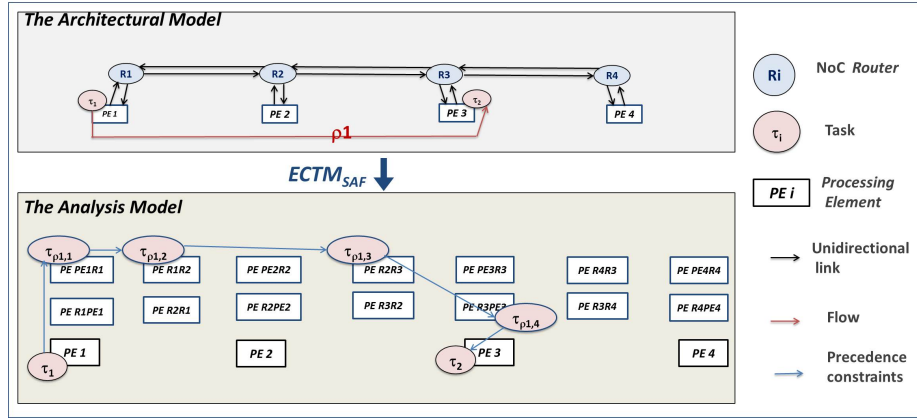 The Architectural Model
R1
R2
R3
R4
τ1
PE 1
PE 2
PE 3
τ2
PE 4
ρ1
ECTM SAF
The Analysis Model
τρ1,1
τρ1,2
τρ1,3
PE PE1R1
PE R1R2
PE PE2R2
PE R2R3
PE PE3R3
PE R4R3
PE PE4R4
PE R1PE1
PE R2R1
PE R2PE2
PE R3R2
PE R3PE3
PE R3R4
PE R4PE4
τρ1,4
PE 1
PE 2
PE 3
PE 4
τ1
τ2
Ri
NoC Router
τi
Task
PE i
Processing
Element
Unidirectional
link
Flow
Precedence
constraints